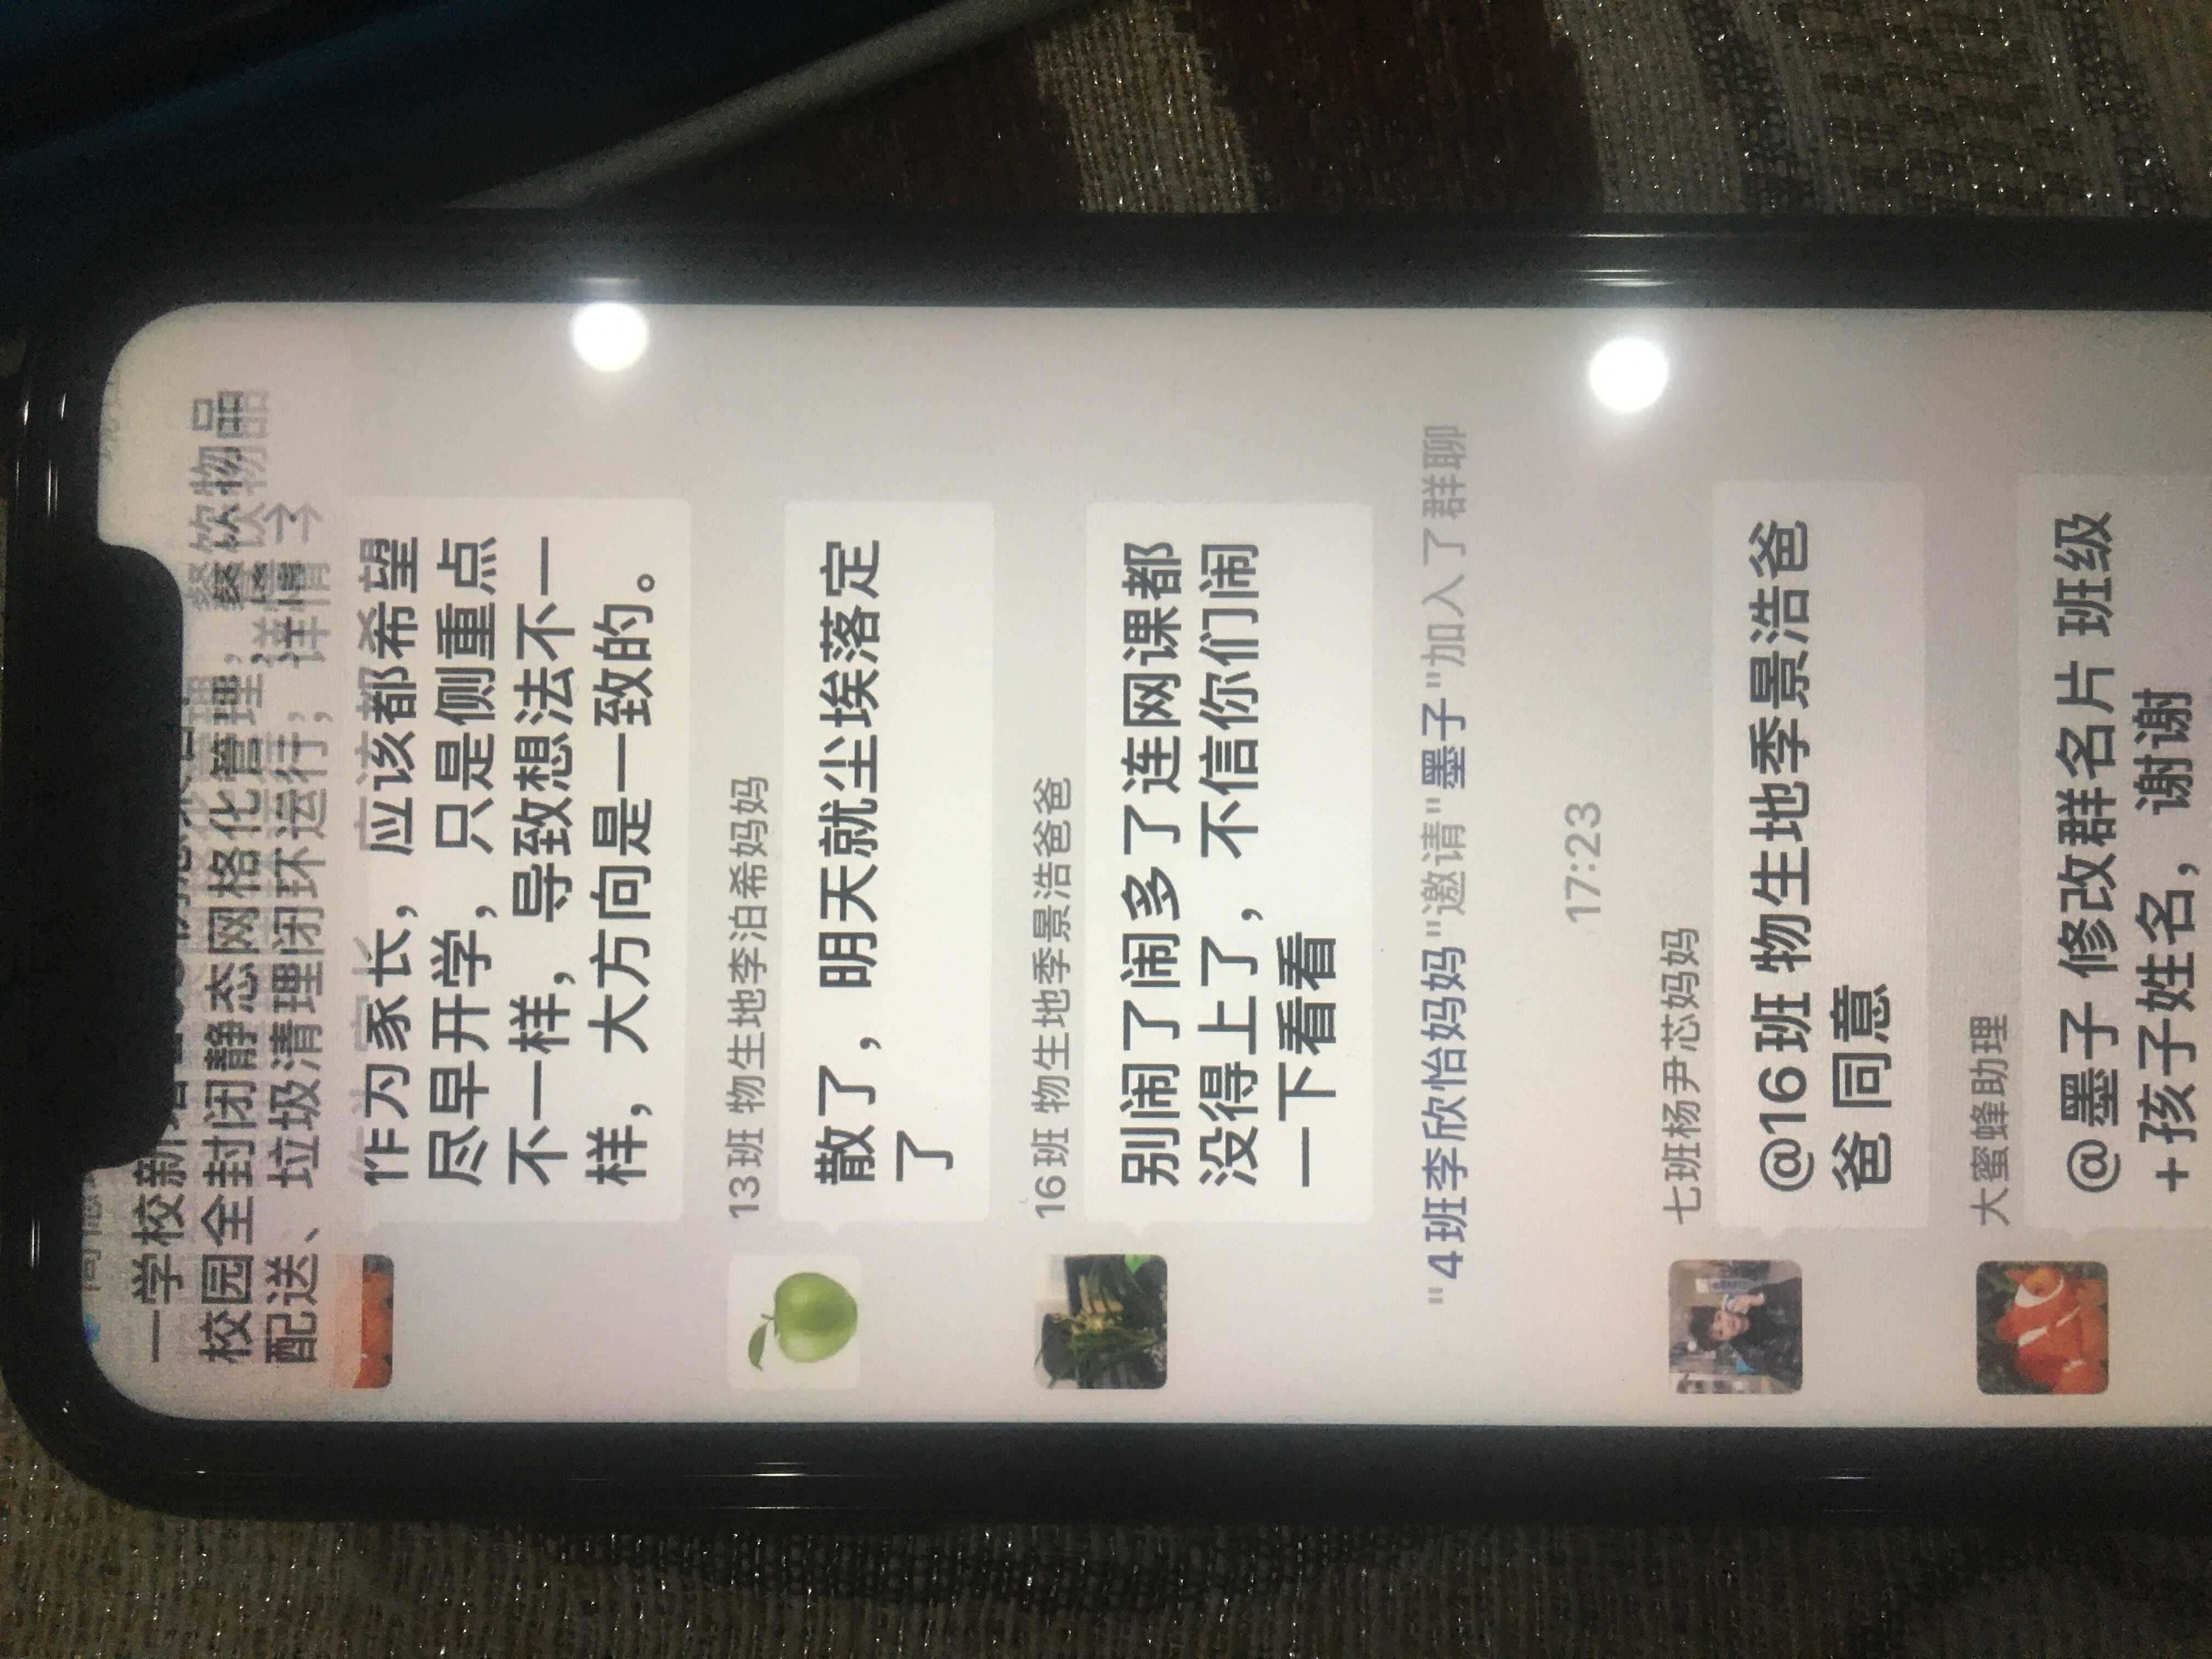 一学校新增
校园全封闭静态网格化管理，餐饮物品
配送、垃圾清理闭环运行；详情→
作为家长，应该都希望
尽早开学，只是侧重点
不一样，导致想法不一
样，大方向是一致的。
13班 物生地李泊希妈妈
散了，明天就尘埃落定
了
16班 物生地季景浩爸爸
别闹了闹多了连网课都
没得上了，不信你们闹
一下看看
"4班李欣怡妈妈"邀请"墨子"加入了群聊
17:23
七班杨尹芯妈妈
@16班 物生地季景浩爸
爸 同意
大蜜蜂助理
@墨子 修改群名片 班级
+孩子姓名，谢谢